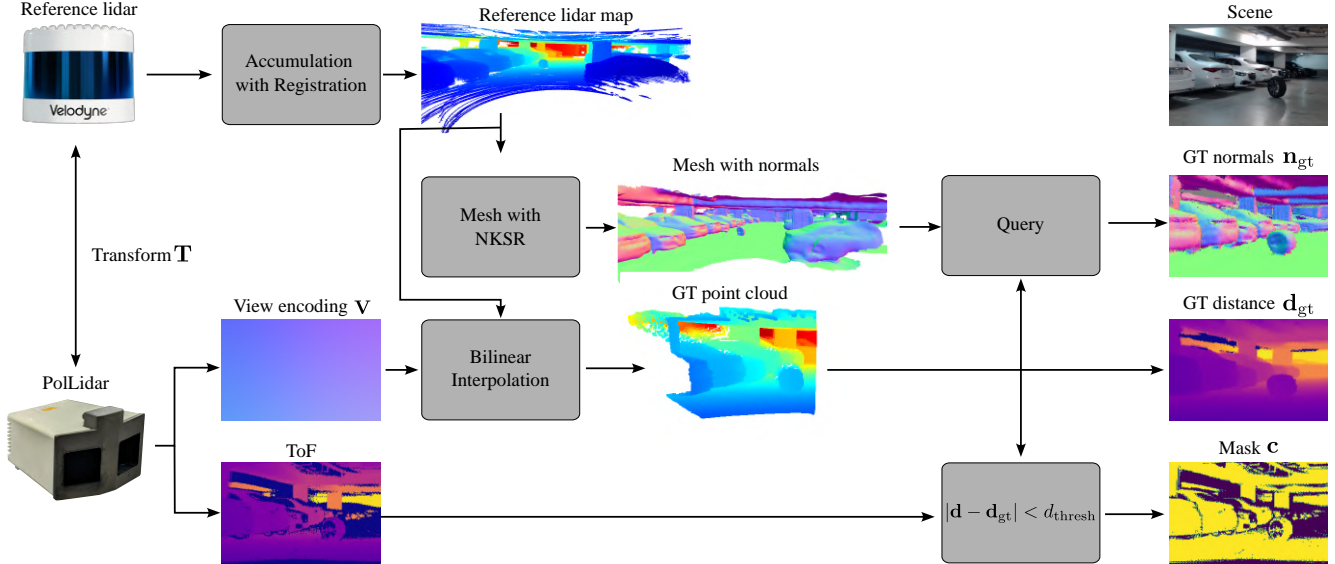 Reference lidar
Velodyne
Accumulation
with Registration
Reference lidar map
Scene
Transform T
Mesh with
NKSR
Mesh with normals
Query
GT normals n_gt
PolLidar
View encoding V
Bilinear
Interpolation
GT point cloud
GT distance d_gt
ToF
|d − d_gt| < d_thresh
Mask c